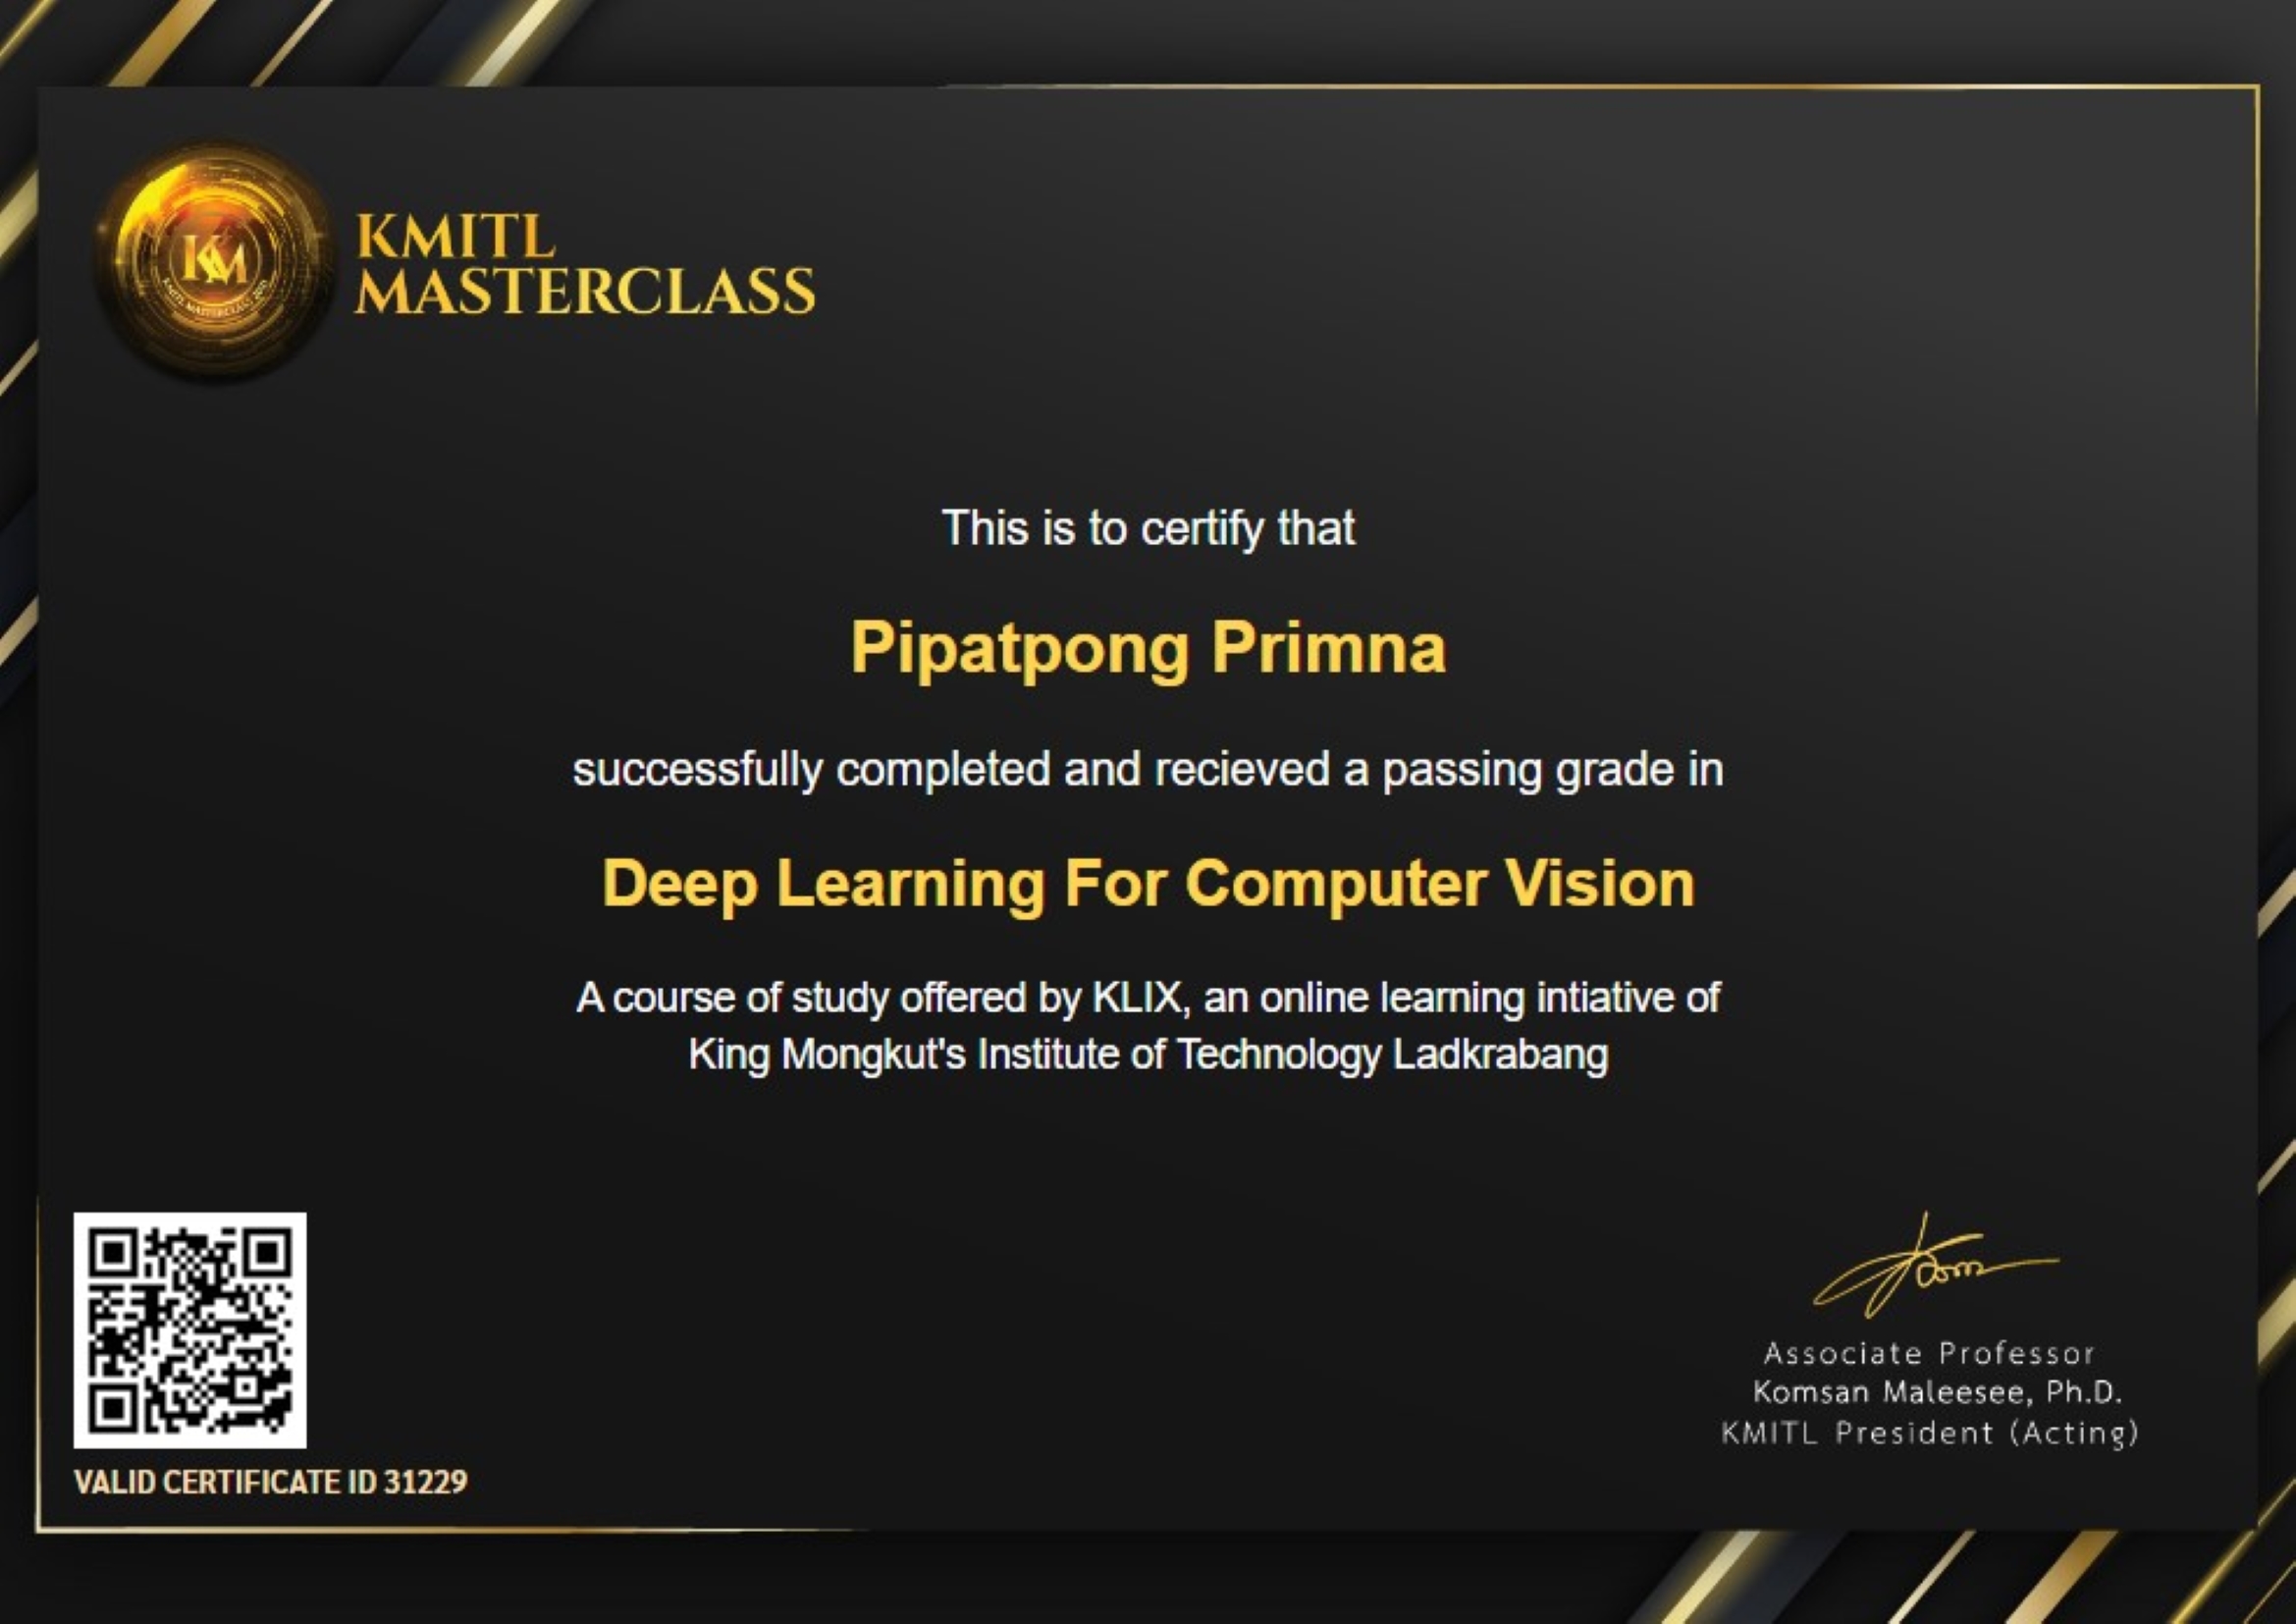 KM
KMITL
MASTERCLASS
This is to certify that
Pipatpong Primna
successfully completed and recieved a passing grade in
Deep Learning For Computer Vision
A course of study offered by KLIX, an online learning intiative of
King Mongkut's Institute of Technology Ladkrabang
Associate Professor
Komsan Maleesee, Ph.D.
KMITL President (Acting)
VALID CERTIFICATE ID 31229